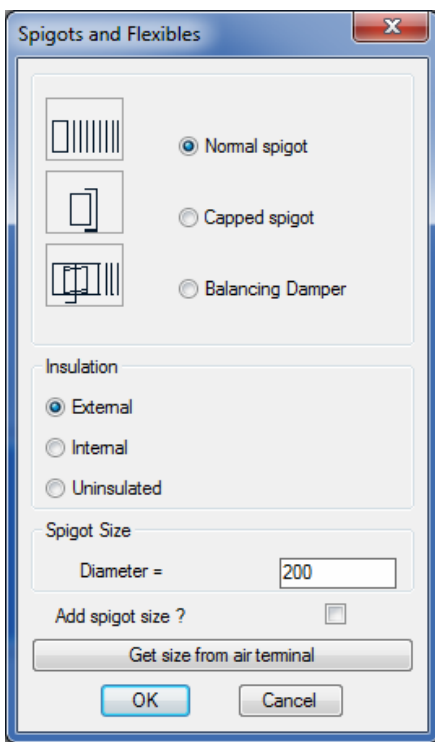 Spigots and Flexibles
Normal spigot
Capped spigot
Balancing Damper
Insulation
External
Internal
Uninsulated
Spigot Size
Diameter = 200
Add spigot size ?
Get size from air terminal
OK Cancel